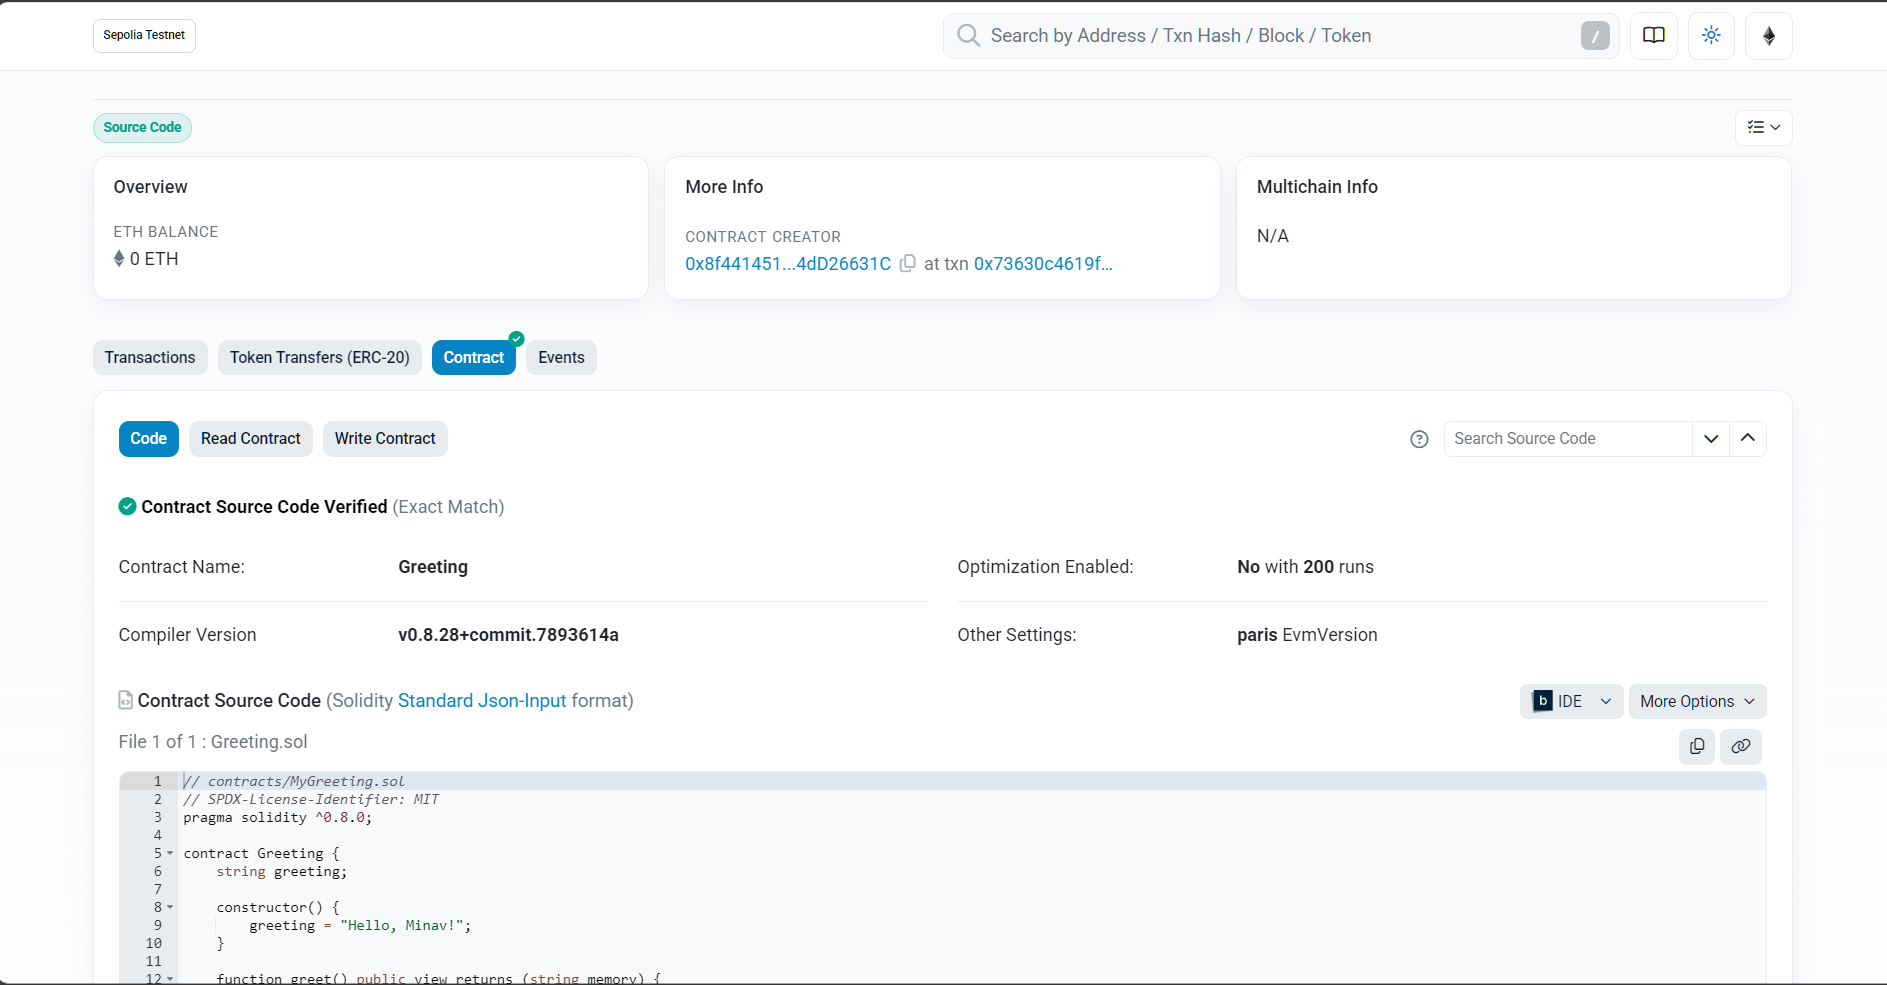 Sepolia Testnet
Search by Address / Txn Hash / Block / Token
/
Source Code
Overview
ETH BALANCE
0 ETH
More Info
CONTRACT CREATOR
0x8f441451...4dD26631C at txn 0x73630c4619f...
Multichain Info
N/A
Transactions
Token Transfers (ERC-20)
Contract
Events
Code
Read Contract
Write Contract
?
Search Source Code
Contract Source Code Verified (Exact Match)
Contract Name:
Greeting
Optimization Enabled:
No with 200 runs
Compiler Version
v0.8.28+commit.7893614a
Other Settings:
paris EvmVersion
Contract Source Code (Solidity Standard Json-Input format)
b IDE
More Options
File 1 of 1 : Greeting.sol
1 // contracts/MyGreeting.sol
2 // SPDX-License-Identifier: MIT
3 pragma solidity ^0.8.0;
4
5 contract Greeting {
6 string greeting;
7
8 constructor() {
9 greeting = "Hello, Minav!";
10 }
11
12 function greet() public view returns (string memory) {